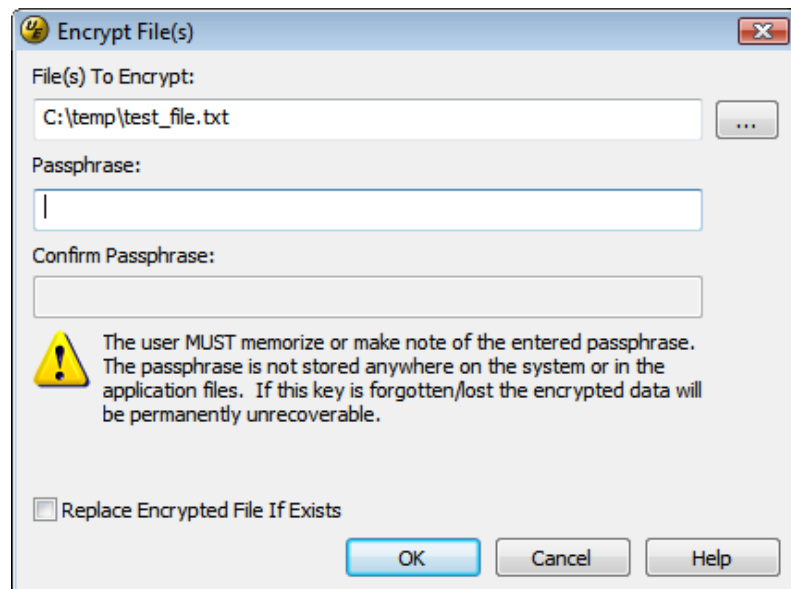 UE
Encrypt File(s)
File(s) To Encrypt:
C:\temp\test_file.txt
...
Passphrase:
Confirm Passphrase:
The user MUST memorize or make note of the entered passphrase.
The passphrase is not stored anywhere on the system or in the
application files.  If this key is forgotten/lost the encrypted data will
be permanently unrecoverable.
Replace Encrypted File If Exists
OK
Cancel
Help